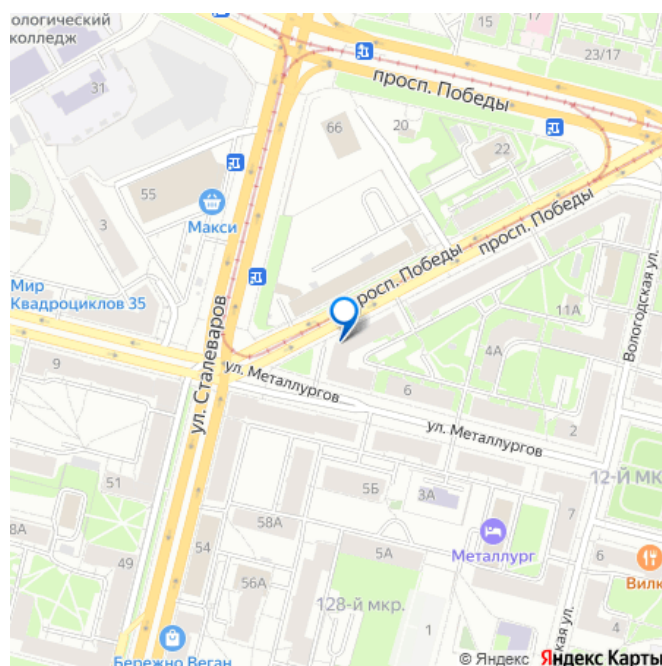 ологический
колледж
15
23/17
просп. Победы
31
66
20
22
55
Макси
3
просп. Победы
просп. Победы
Мир
Квадроциклов 35
ул. Сталеваров
11А
Вологодская ул.
4А
9
ул. Металлургов
6
ул. Металлургов
2
12-й МК
51
5Б
3А
7
8А
58А
Металлург
54
5А
6
49
56А
Вилк
128-й мкр.
4
1
ская ул.
Бережно Веган
© Яндекс Яндекс Карты